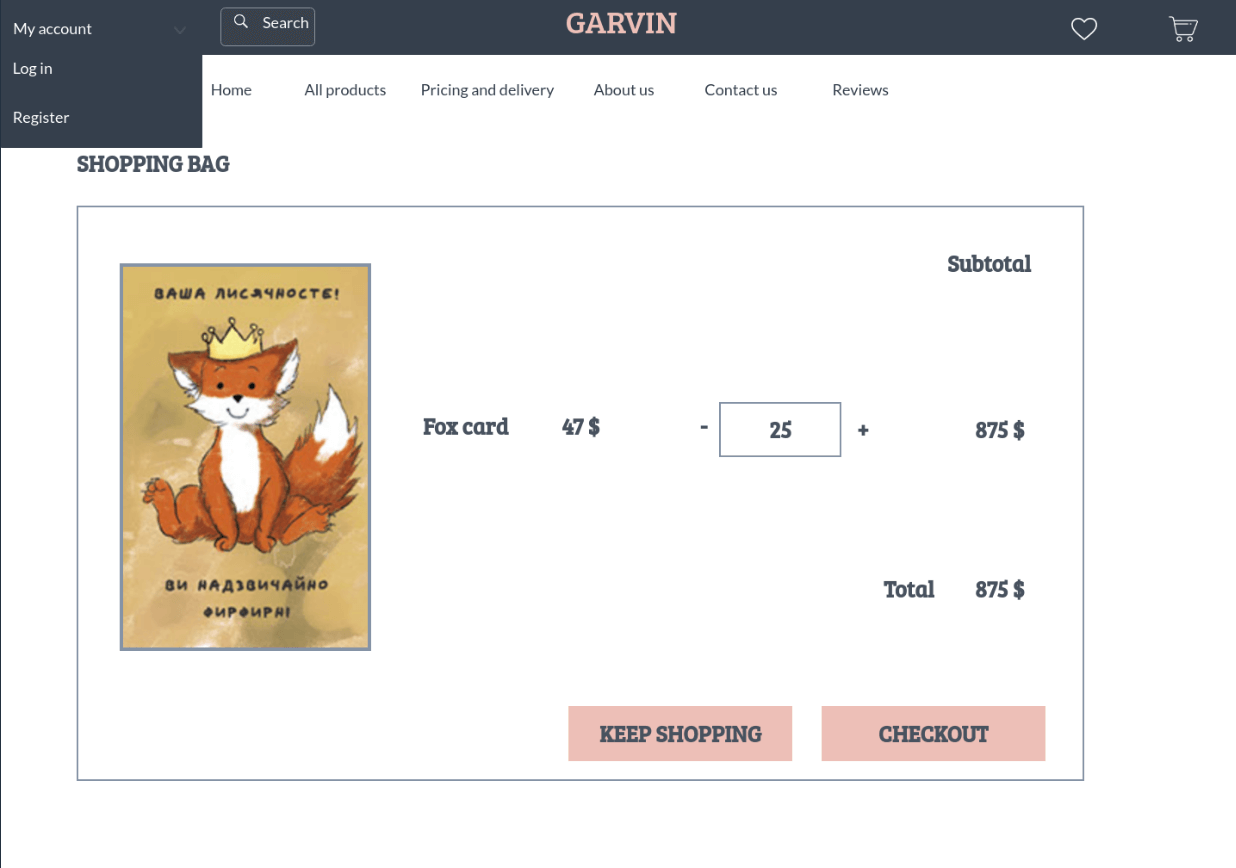 My account
Search
GARVIN
Log in
Register
Home All products Pricing and delivery About us Contact us Reviews
SHOPPING BAG
Subtotal
ВАША ЛИСЯЧНОСТЕ!
Fox card 47 $ - 25 + 875 $
ВИ НАДЗВИЧАЙНО
ФИРФИРНІ
Total 875 $
KEEP SHOPPING CHECKOUT